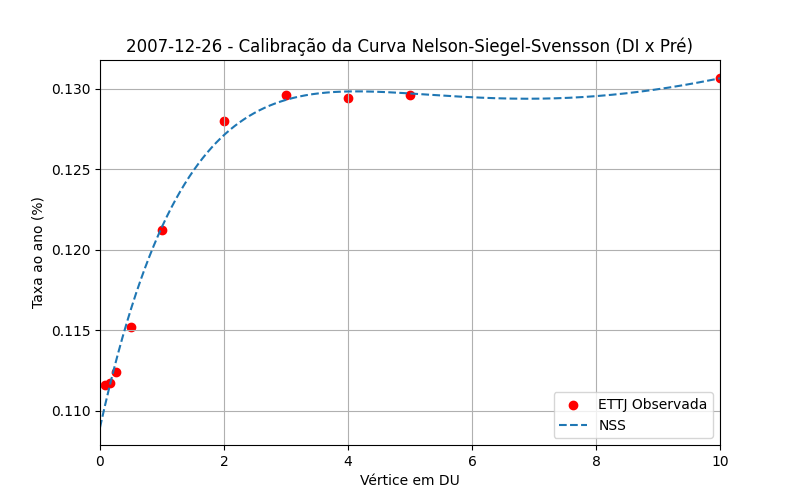 2007-12-26 - Calibração da Curva Nelson-Siegel-Svensson (DI x Pré)
Taxa ao ano (%)
0.130
0.125
0.120
0.115
0.110
ETTJ Observada
NSS
0 2 4 6 8 10
Vértice em DU